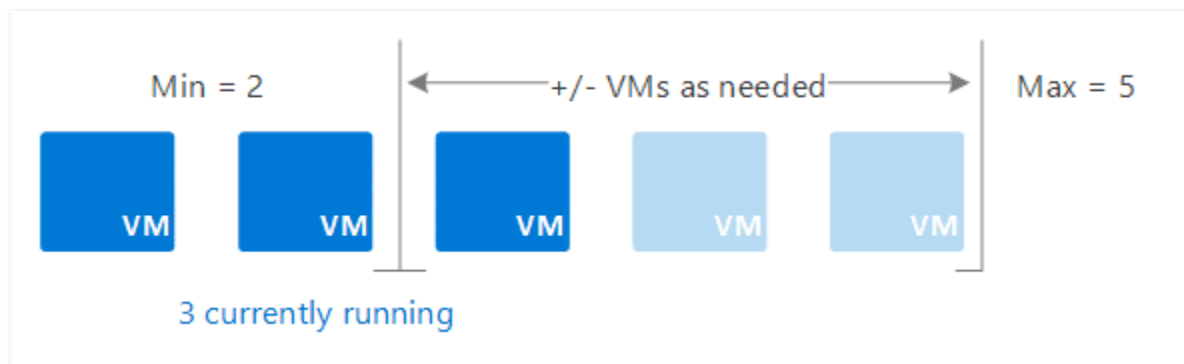 Min = 2
+/- VMs as needed
Max = 5
VM
VM
VM
VM
VM
3 currently running